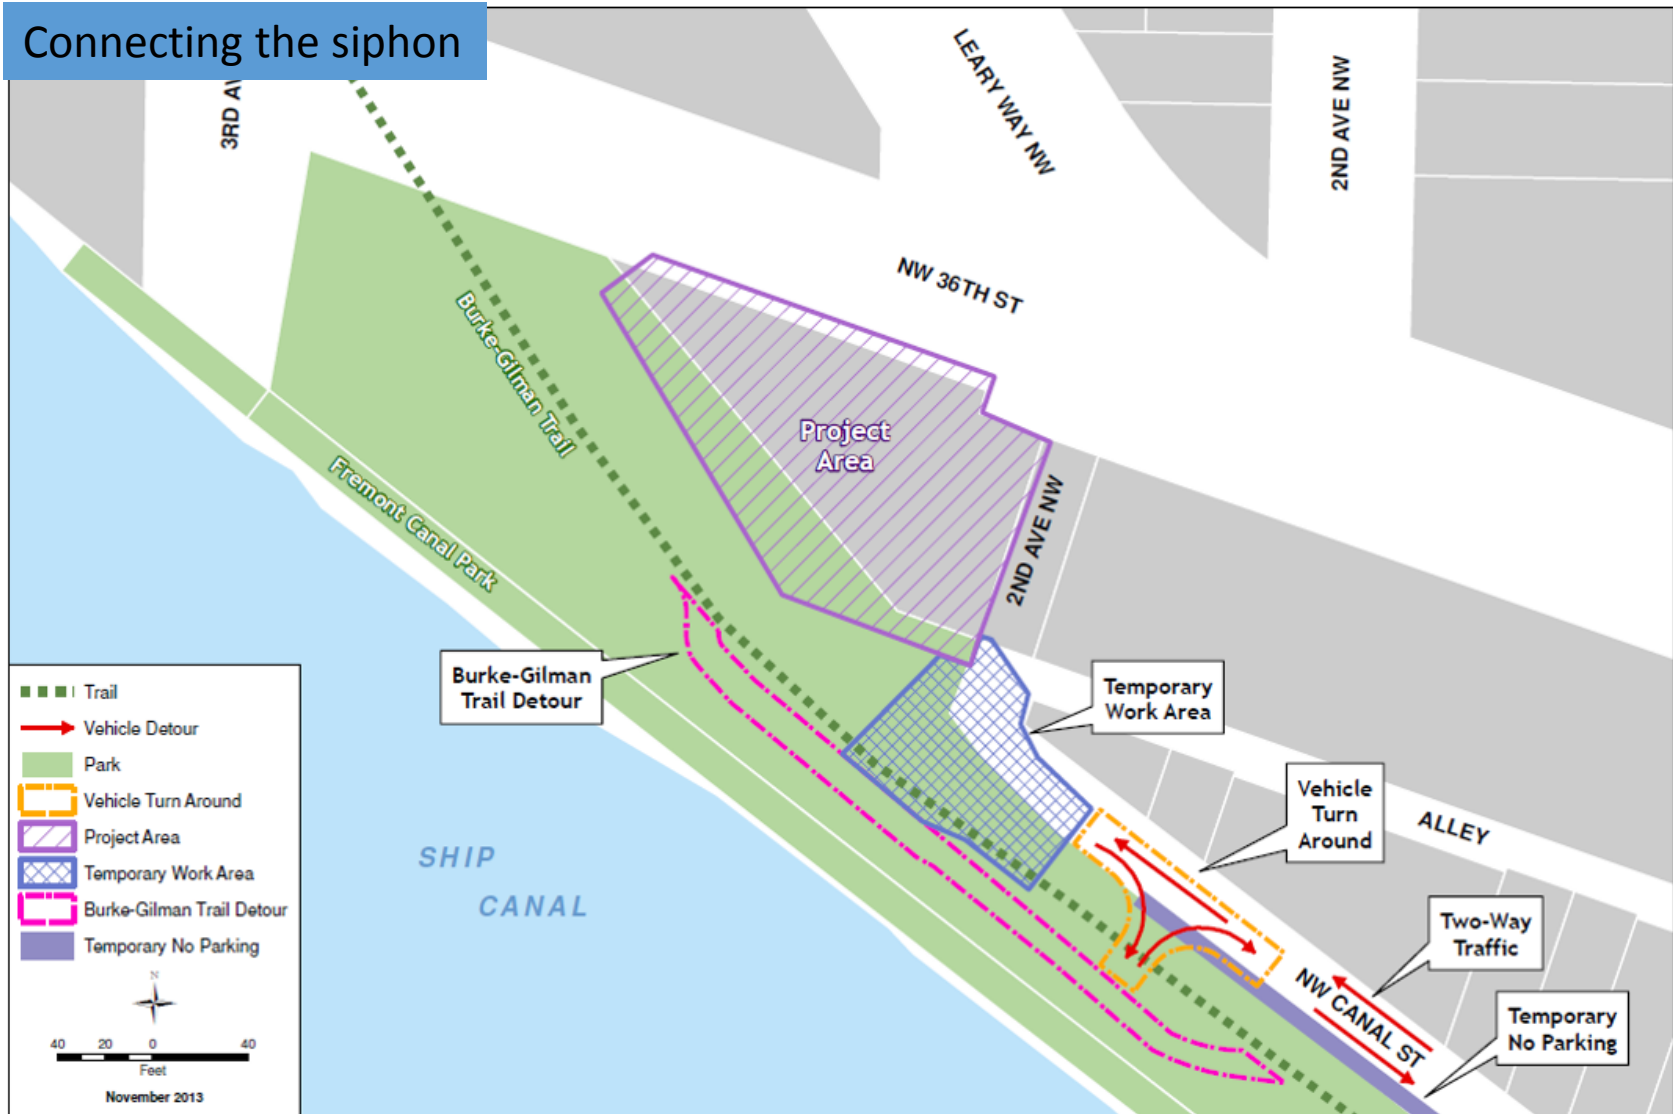 Connecting the siphon
3RD AV
LEARY WAY NW
2ND AVE NW
NW 36TH ST
Burke-Gilman Trail
Project
Area
Fremont Canal Park
2ND AVE NW
Burke-Gilman
Trail Detour
Temporary
Work Area
Vehicle
Turn
Around
ALLEY
SHIP
CANAL
Two-Way
Traffic
NW CANAL ST
Temporary
No Parking
Trail
Vehicle Detour
Park
Vehicle Turn Around
Project Area
Temporary Work Area
Burke-Gilman Trail Detour
Temporary No Parking
N
40 20 0 40
Feet
November 2013